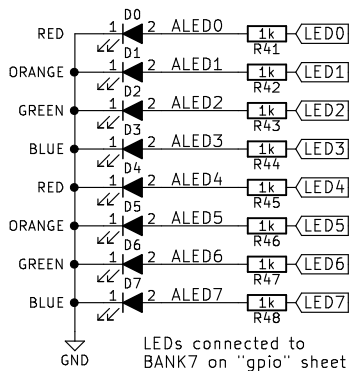 D0
RED 1 2 ALED0 1k LED0
R41
D1
ORANGE 1 2 ALED1 1k LED1
R42
D2
GREEN 1 2 ALED2 1k LED2
R43
D3
BLUE 1 2 ALED3 1k LED3
R44
D4
RED 1 2 ALED4 1k LED4
R45
D5
ORANGE 1 2 ALED5 1k LED5
R46
D6
GREEN 1 2 ALED6 1k LED6
R47
D7
BLUE 1 2 ALED7 1k LED7
R48
GND
LEDs connected to
BANK7 on "gpio" sheet